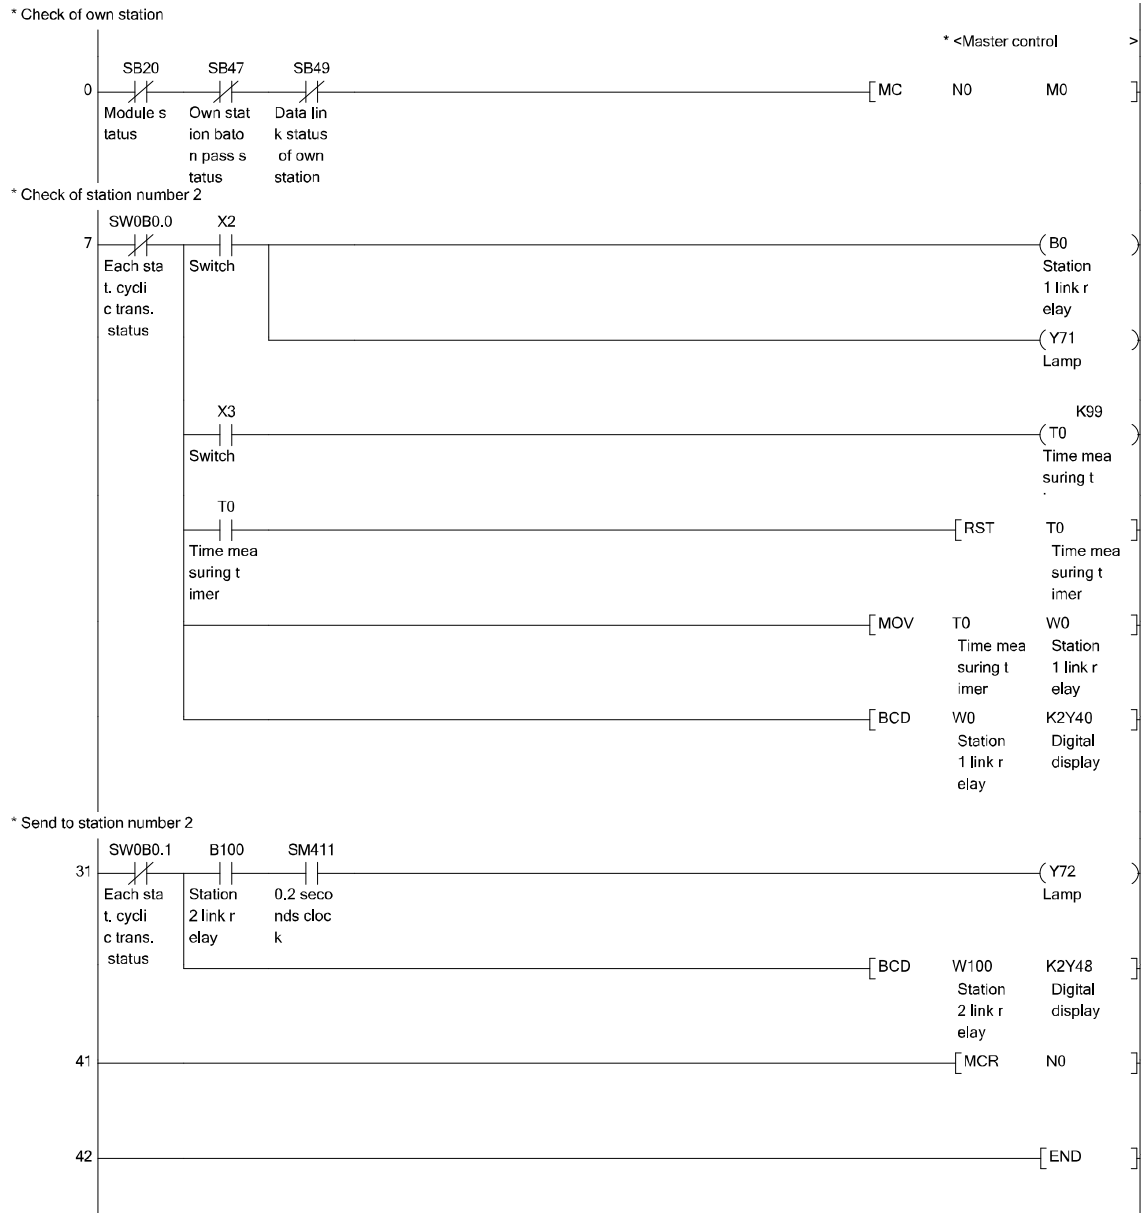 * Check of own station
* <Master control >
SB20 SB47 SB49
0 MC N0 M0
Module s Own stat Data lin
tatus ion bato k status
n pass s of own
tatus station
* Check of station number 2
SW0B0.0 X2
7 B0
Each sta Switch Station
t. cycli 1 link r
c trans. elay
status
Y71
Lamp
X3 K99
T0
Switch Time mea
suring t
T0
RST T0
Time mea Time mea
suring t suring t
imer imer
MOV T0 W0
Time mea Station
suring t 1 link r
imer elay
BCD W0 K2Y40
Station Digital
1 link r display
elay
* Send to station number 2
SW0B0.1 B100 SM411
31 Y72
Each sta Station 0.2 seco Lamp
t. cycli 2 link r nds cloc
c trans. elay k
status
BCD W100 K2Y48
Station Digital
2 link r display
elay
41 MCR N0
42 END